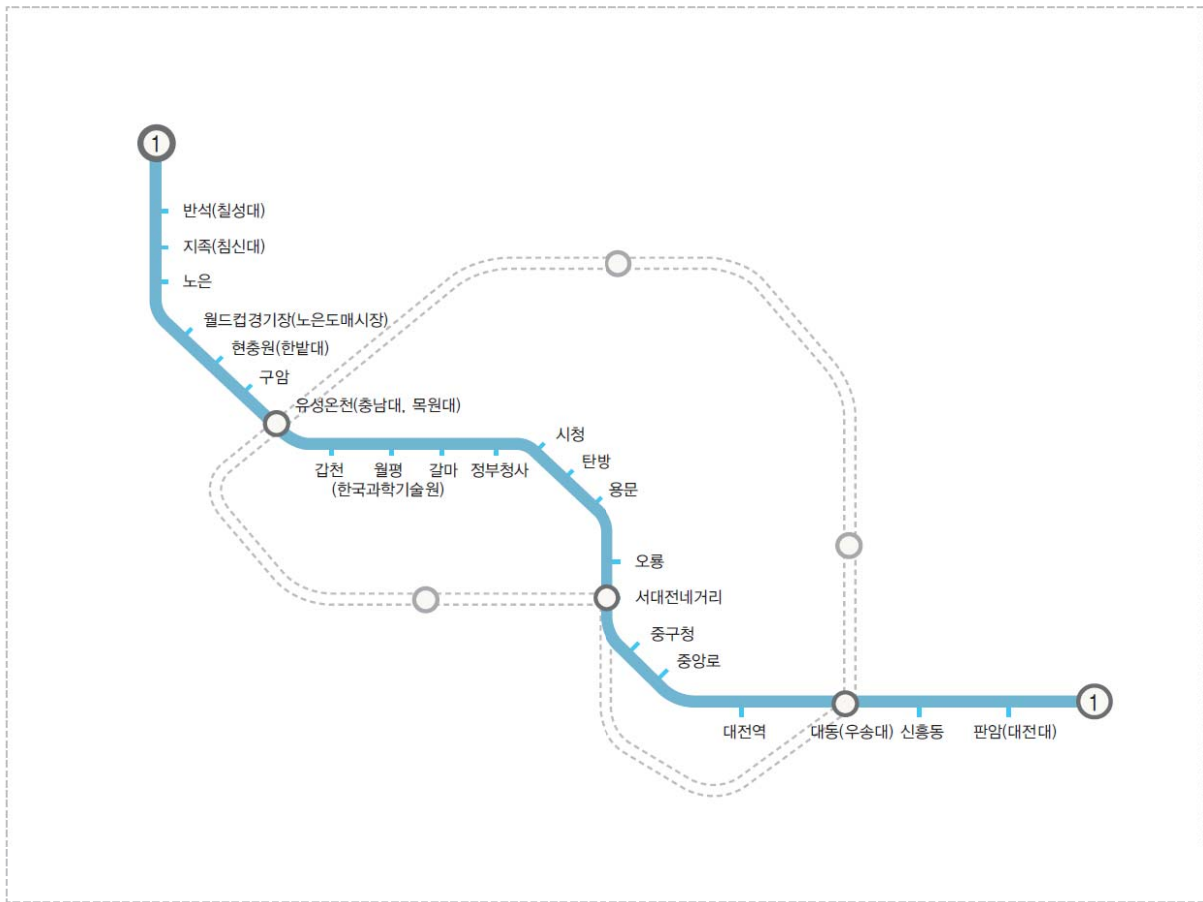 1
반석(칠성대)
지족(침신대)
노은
월드컵경기장(노은도매시장)
현충원(한밭대)
구암
유성온천(충남대, 목원대)
갑천
월평
(한국과학기술원)
갈마
정부청사
시청
탄방
용문
오룡
서대전네거리
중구청
중앙로
대전역
대동(우송대)
신흥동
판암(대전대)
1